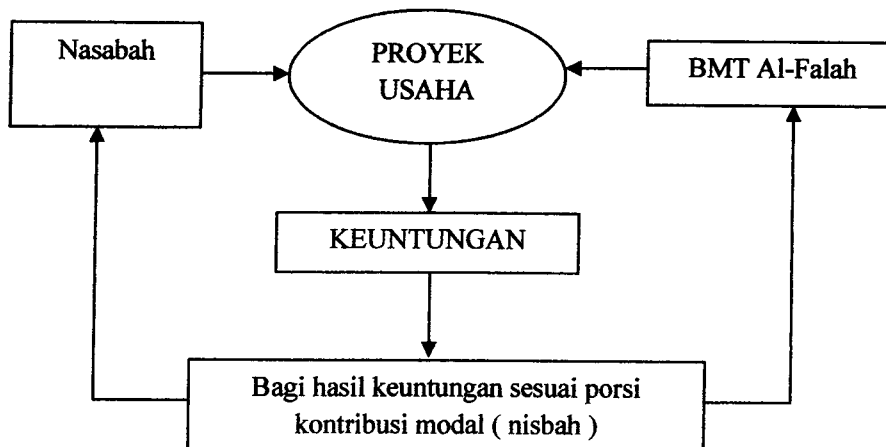 Nasabah
PROYEK
USAHA
BMT Al-Falah
KEUNTUNGAN
Bagi hasil keuntungan sesuai porsi
kontribusi modal ( nisbah )